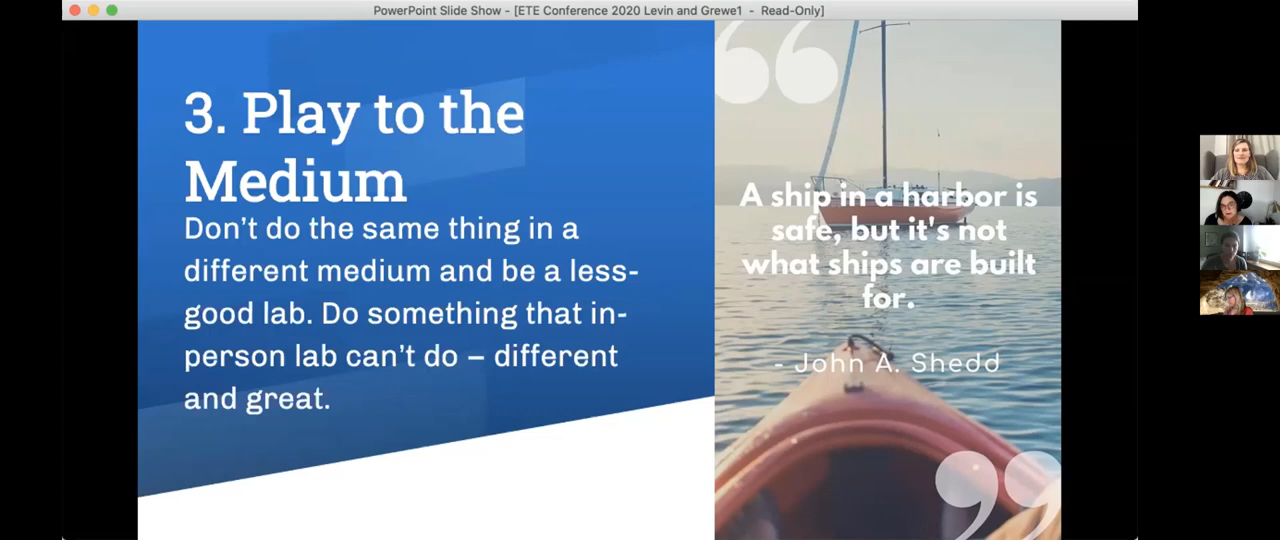 PowerPoint Slide Show - [ETE Conference 2020 Levin and Grewe1 - Read-Only]
3. Play to the
Medium
Don't do the same thing in a
different medium and be a less-
good lab. Do something that in-
person lab can't do – different
and great.
A ship in a harbor is
safe, but it's not
what ships are built
for.
- John A. Shedd